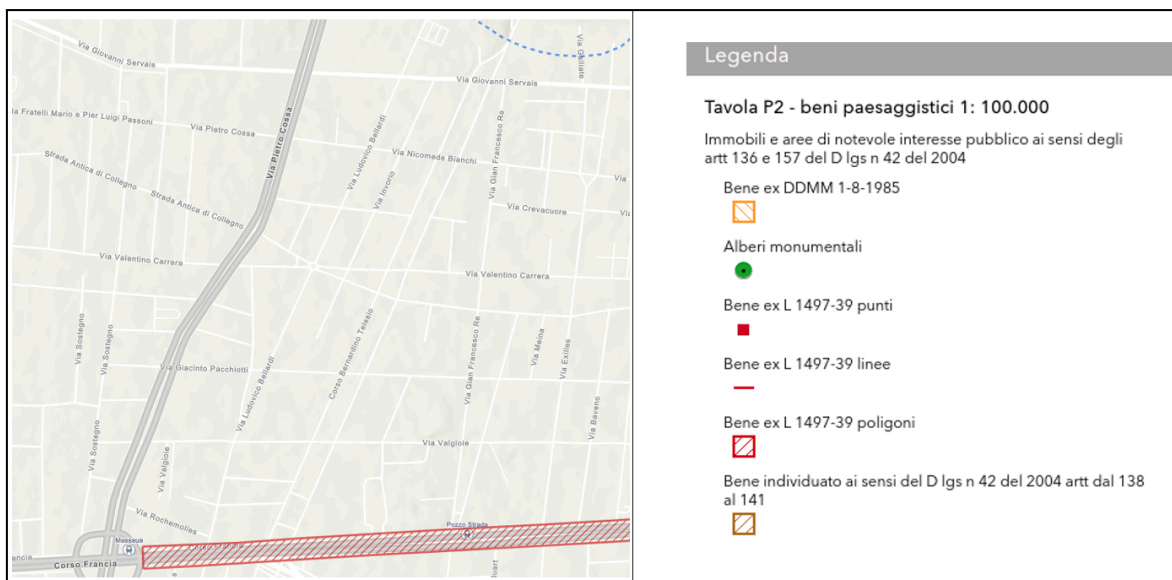 Via Giovanni Servais
Via Giovanni Servais
Via Galliate
ia Fratelli Mario e Pier Luigi Passoni
Via Pietro Cossa
Via Pietro Cossa
Via Ludovico Bellardi
Via Invorio
Via Nicomede Bianchi
Via Gian Francesco Re
Via
Strada Antica di Collegno
Strada Antica di Collegno
Via Crevacuore
Via Valentino Carrera
Via Valentino Carrera
Via Sostegno
Via Sostegno
Via Giacinto Pacchiotti
Via Ludovico Bellardi
Corso Bernardino Telesio
Via Gian Francesco Re
Via Meina
Via Exilles
Via Baveno
Via Sostegno
Via Valgioie
Via Valgioie
Via Rochemolles
Massaua
Pozzo Strada
Corso Francia
ancia
Corso Francia
Legenda
Tavola P2 - beni paesaggistici 1: 100.000
Immobili e aree di notevole interesse pubblico ai sensi degli
artt 136 e 157 del D lgs n 42 del 2004
Bene ex DDMM 1-8-1985
Alberi monumentali
Bene ex L 1497-39 punti
Bene ex L 1497-39 linee
Bene ex L 1497-39 poligoni
Bene individuato ai sensi del D lgs n 42 del 2004 artt dal 138
al 141